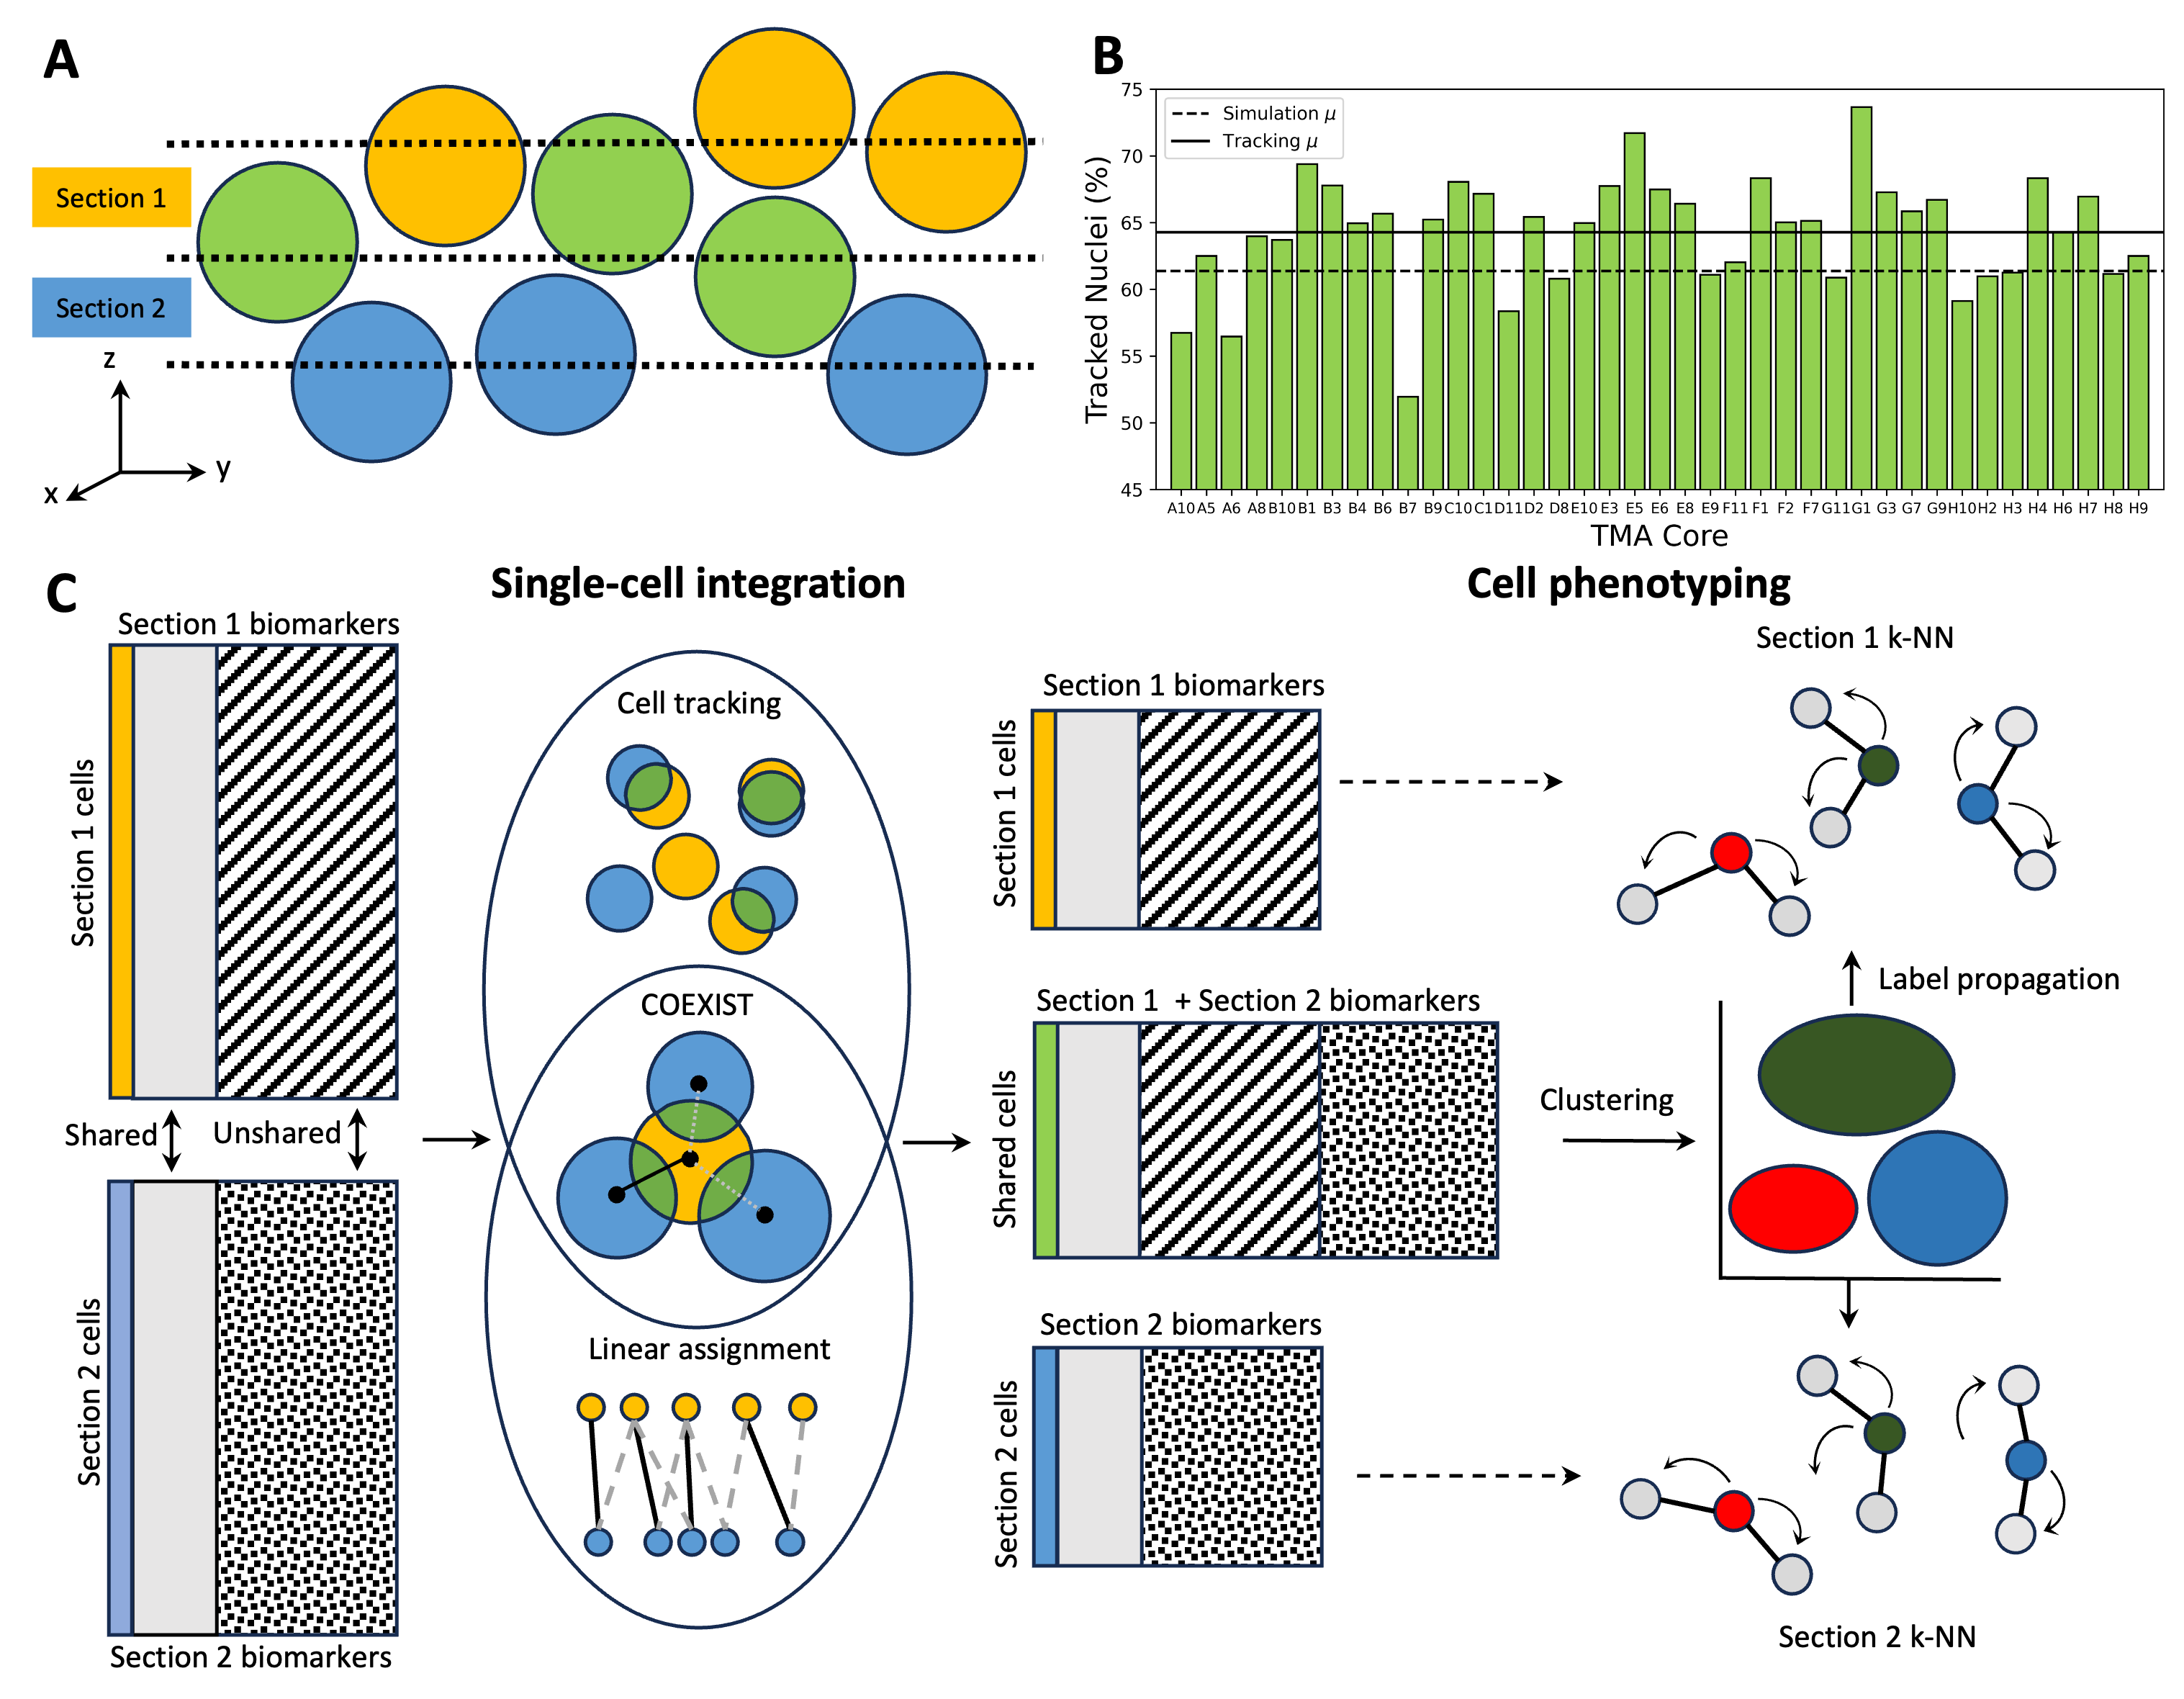 A
Section 1
Section 2
z
y
x
B
75
70
65
60
55
50
45
Tracked Nuclei (%)
Simulation μ
Tracking μ
A10 A5 A6 A8 B10 B1 B3 B4 B6 B7 B9 C10 C1 D11 D2 D8 E10 E3 E5 E6 E8 E9 F11 F1 F2 F7 G11 G1 G3 G7 G9 H10 H2 H3 H4 H6 H7 H8 H9
TMA Core
C
Single-cell integration
Cell phenotyping
Section 1 biomarkers
Section 1 cells
Shared
Unshared
Section 2 cells
Section 2 biomarkers
Cell tracking
COEXIST
Linear assignment
Section 1 biomarkers
Section 1 cells
Section 1 + Section 2 biomarkers
Shared cells
Section 2 biomarkers
Section 2 cells
Clustering
Section 1 k-NN
Label propagation
Section 2 k-NN